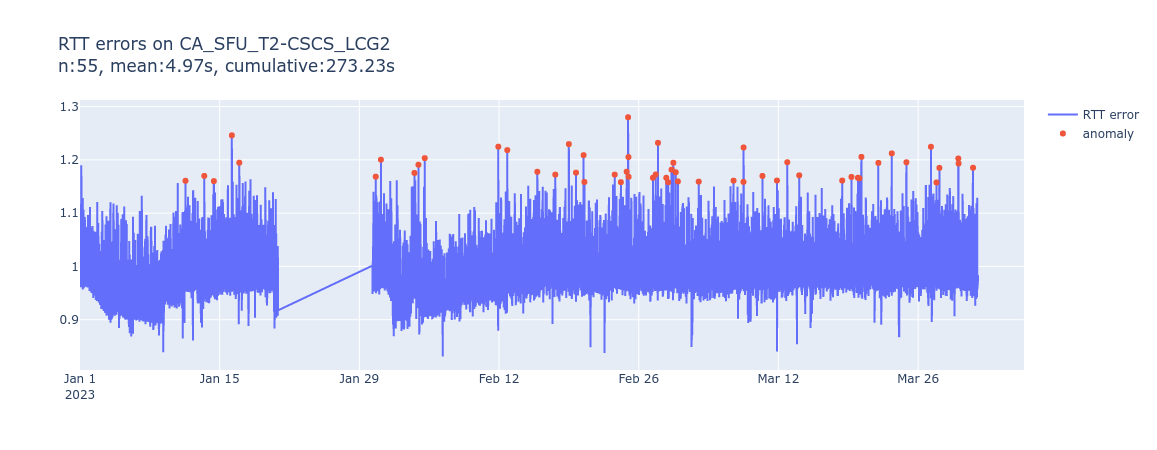 RTT errors on CA_SFU_T2-CSCS_LCG2
n:55, mean:4.97s, cumulative:273.23s
1.3
1.2
1.1
1
0.9
Jan 1
2023
Jan 15
Jan 29
Feb 12
Feb 26
Mar 12
Mar 26
RTT error
anomaly